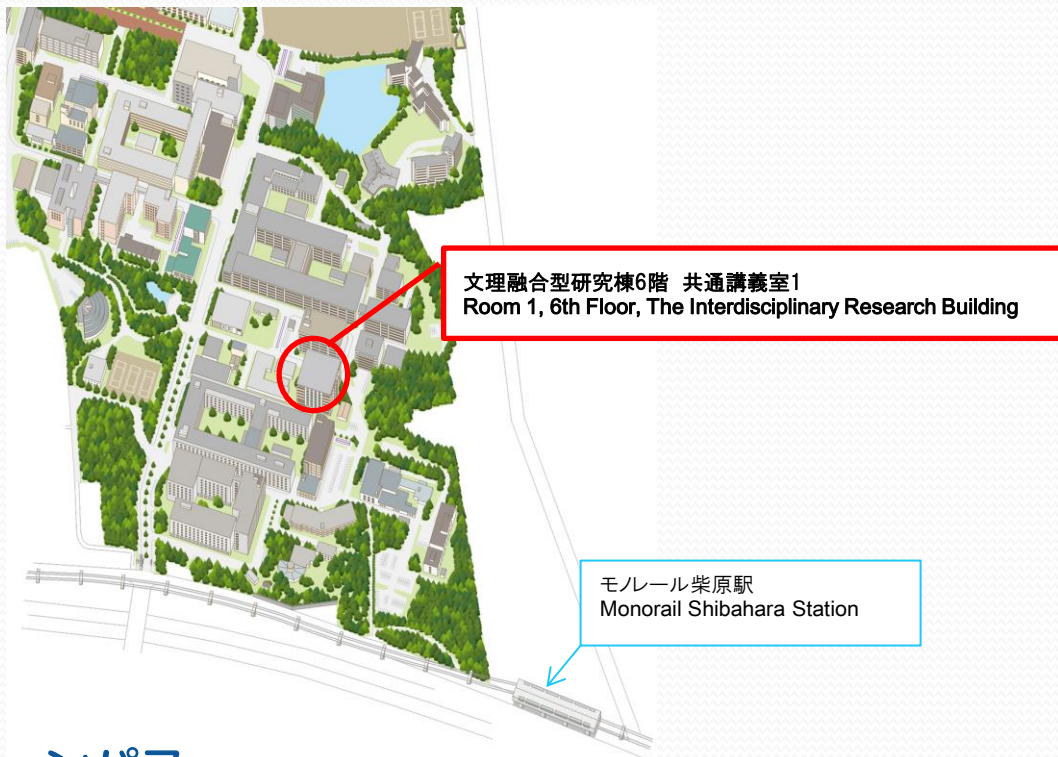 文理融合型研究棟6階 共通講義室1
Room 1, 6th Floor, The Interdisciplinary Research Building
モノレール柴原駅
Monorail Shibahara Station